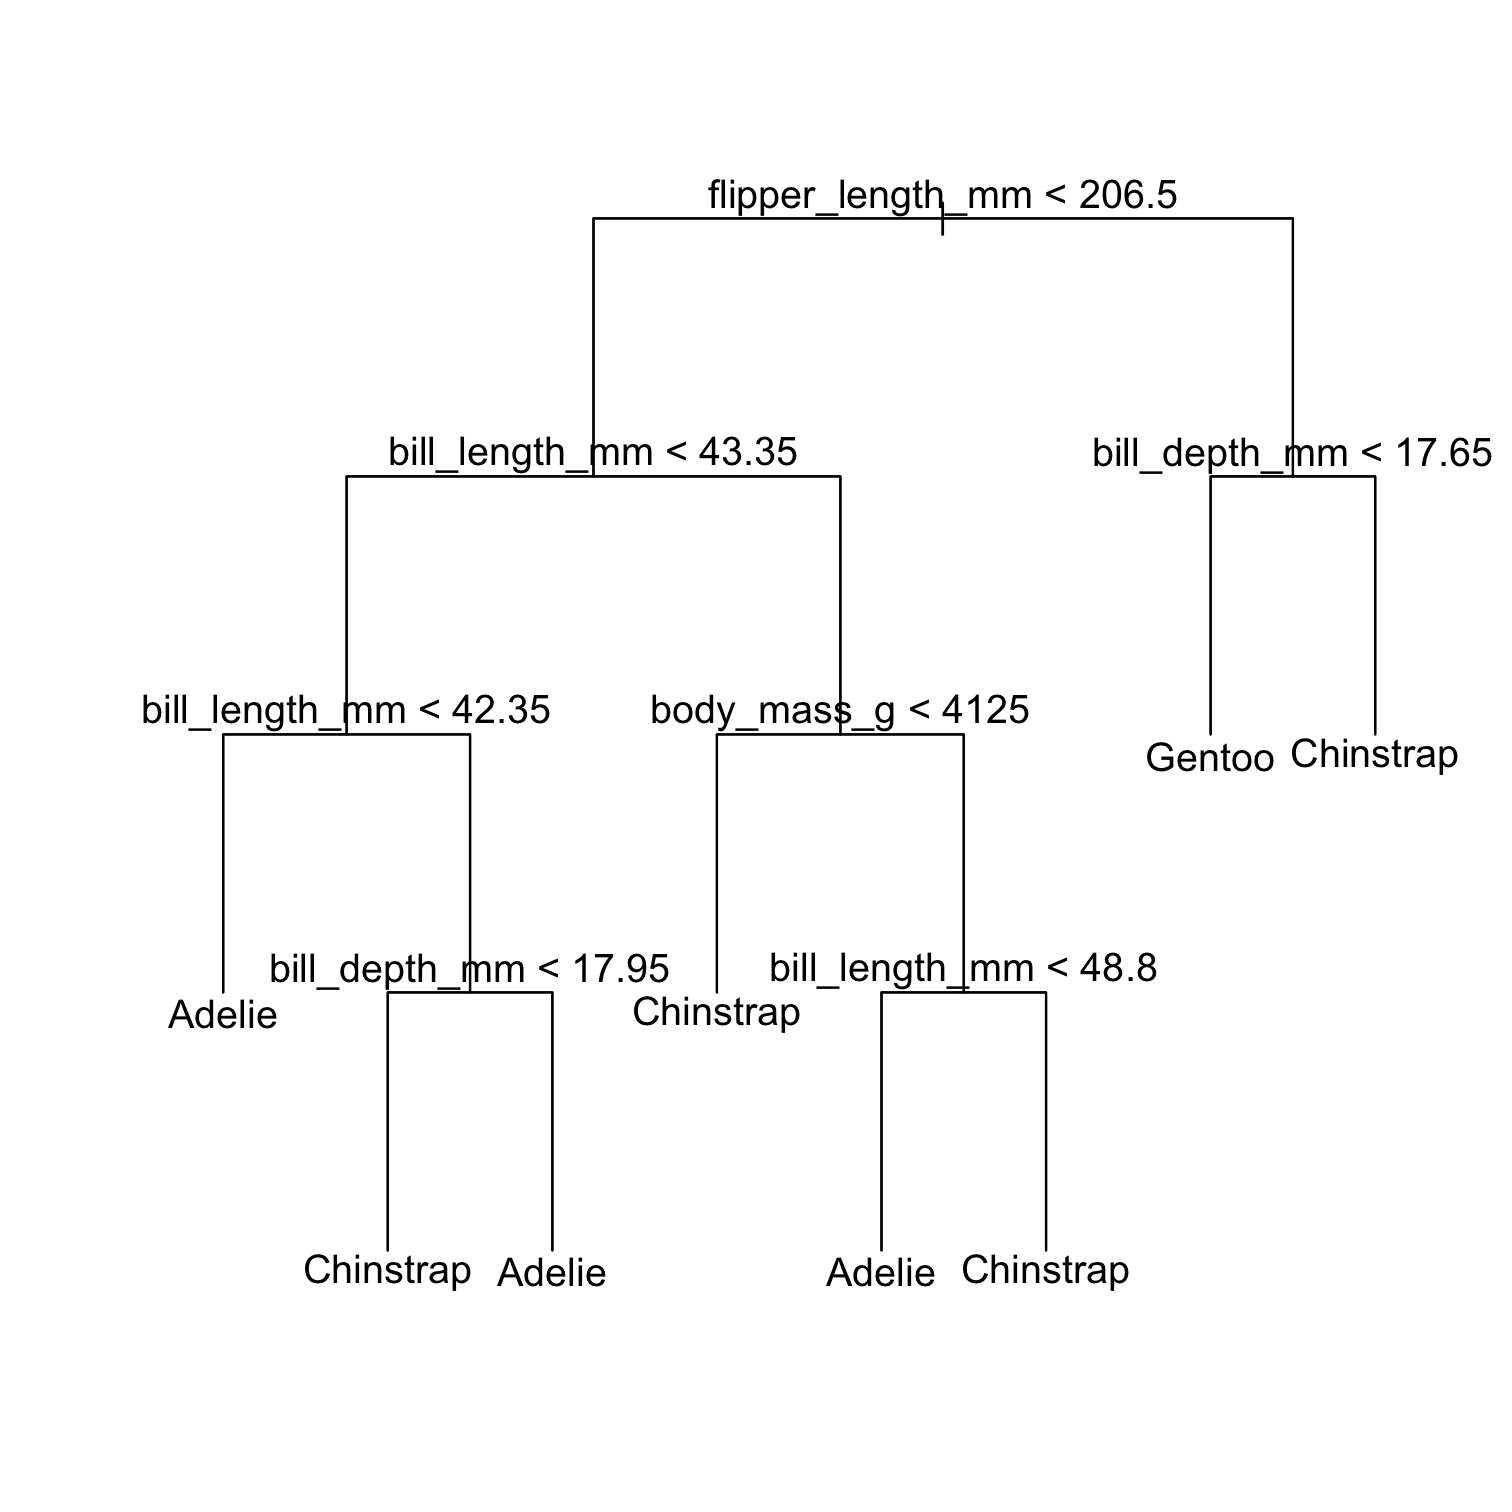 flipper_length_mm < 206.5
bill_length_mm < 43.35
bill_depth_mm < 17.65
bill_length_mm < 42.35
body_mass_g < 4125
Gentoo
Chinstrap
Adelie
bill_depth_mm < 17.95
Chinstrap
bill_length_mm < 48.8
Chinstrap
Adelie
Adelie
Chinstrap